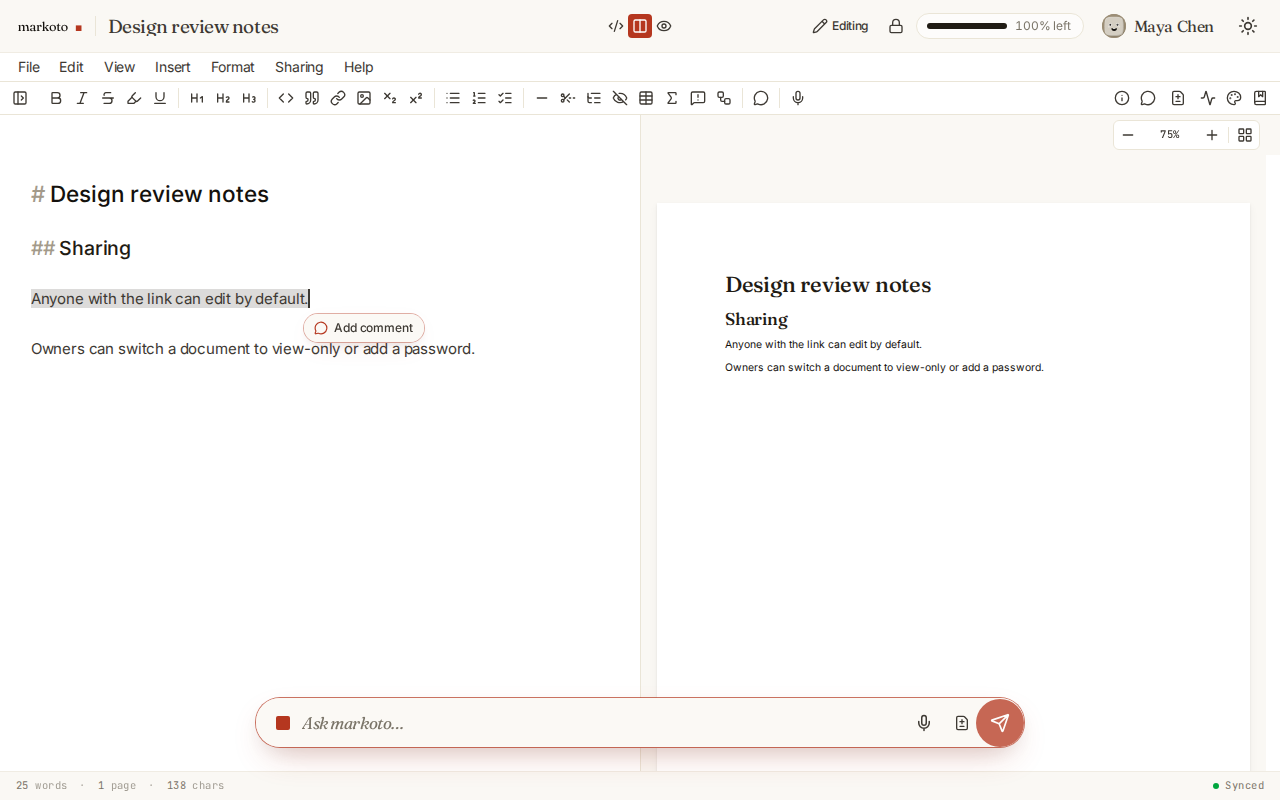 markoto
Design review notes
Editing
100% left
Maya Chen
File Edit View Insert Format Sharing Help
H1 H2 H3
75%
# Design review notes
## Sharing
Anyone with the link can edit by default.
Add comment
Owners can switch a document to view-only or add a password.
Design review notes
Sharing
Anyone with the link can edit by default.
Owners can switch a document to view-only or add a password.
Ask markoto...
25 words · 1 page · 138 chars
Synced